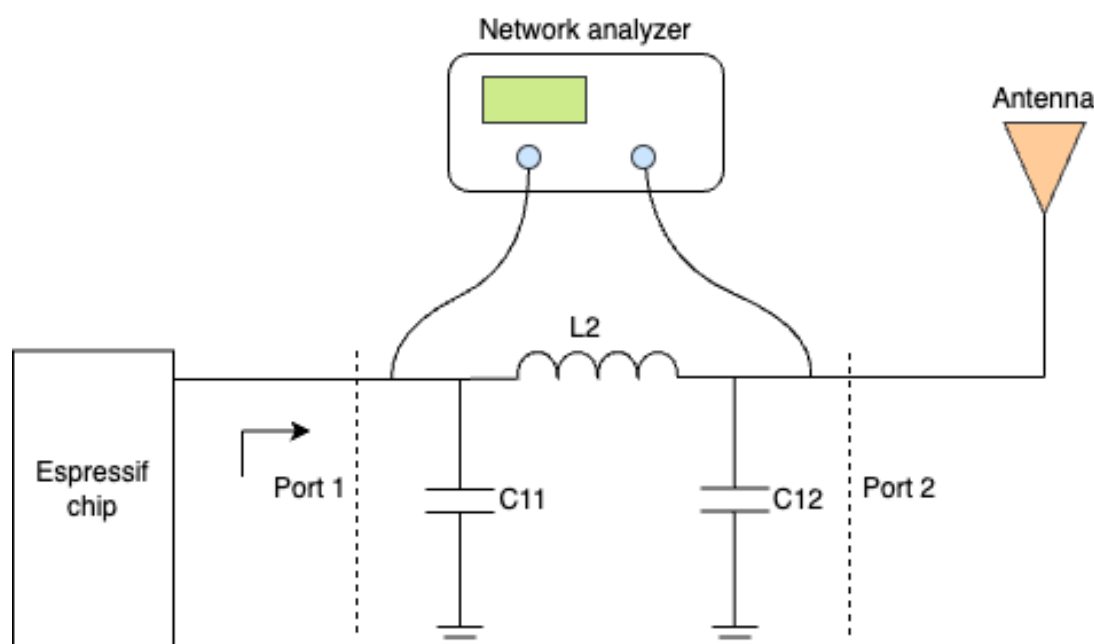 Network analyzer
Antenna
L2
Espressif
chip
Port 1
C11
C12
Port 2